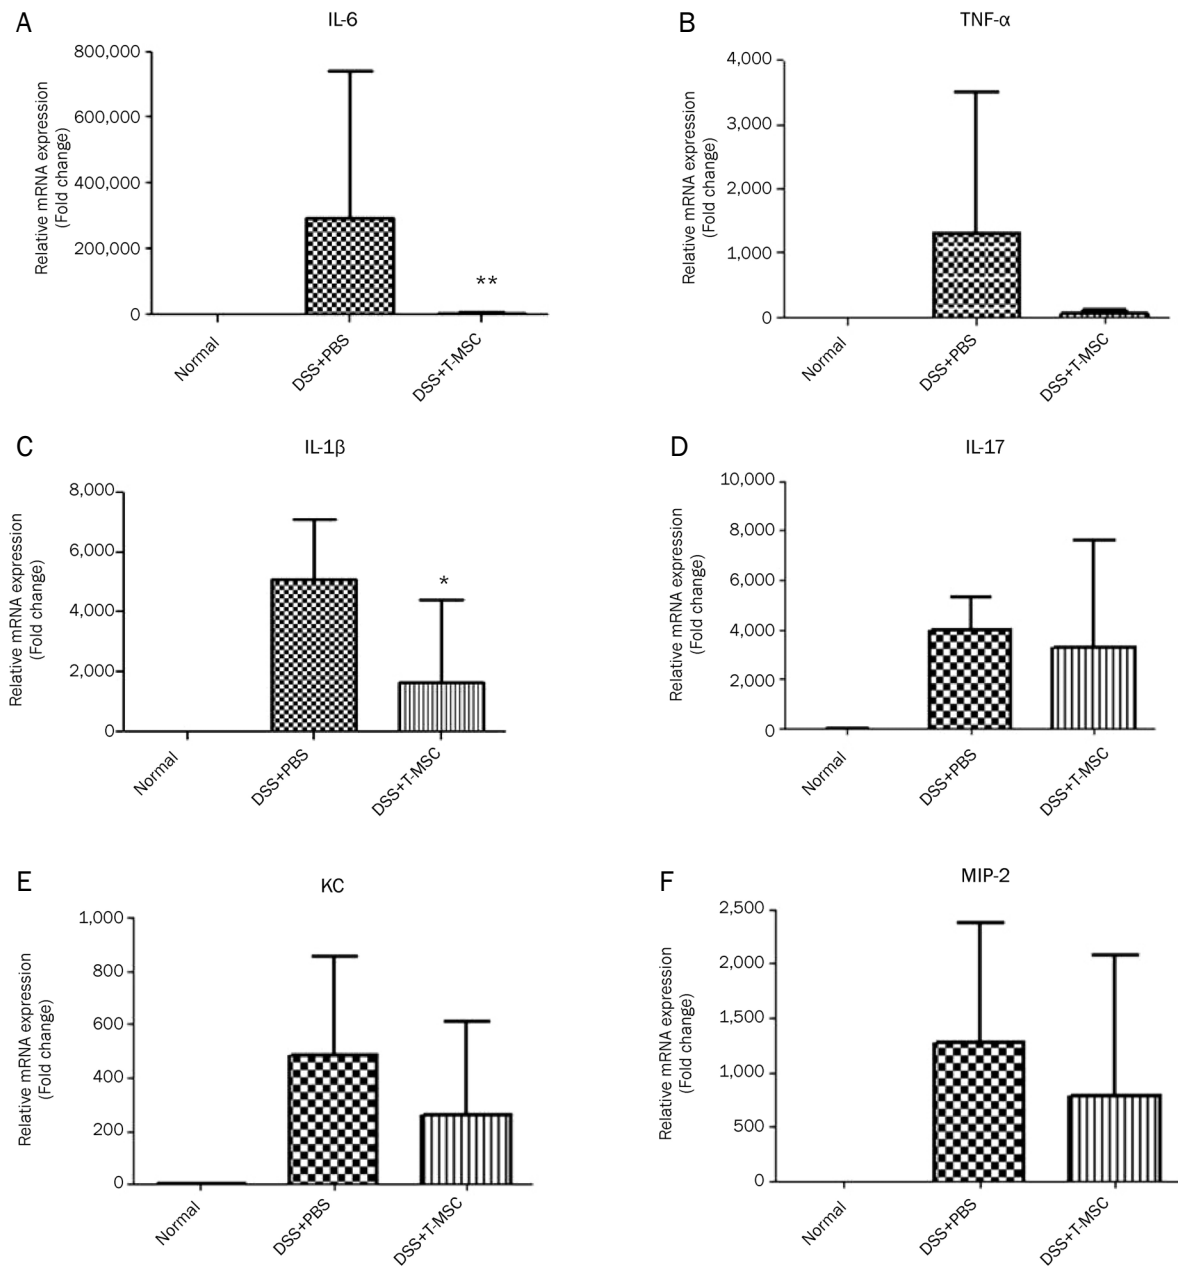 A
IL-6
Relative mRNA expression
(Fold change)
800,000
600,000
400,000
200,000
0
**
Normal
DSS+PBS
DSS+T-MSC
B
TNF-α
Relative mRNA expression
(Fold change)
4,000
3,000
2,000
1,000
0
Normal
DSS+PBS
DSS+T-MSC
C
IL-1β
Relative mRNA expression
(Fold change)
8,000
6,000
4,000
2,000
0
*
Normal
DSS+PBS
DSS+T-MSC
D
IL-17
Relative mRNA expression
(Fold change)
10,000
8,000
6,000
4,000
2,000
0
Normal
DSS+PBS
DSS+T-MSC
E
KC
Relative mRNA expression
(Fold change)
1,000
800
600
400
200
0
Normal
DSS+PBS
DSS+T-MSC
F
MIP-2
Relative mRNA expression
(Fold change)
2,500
2,000
1,500
1,000
500
0
Normal
DSS+PBS
DSS+T-MSC